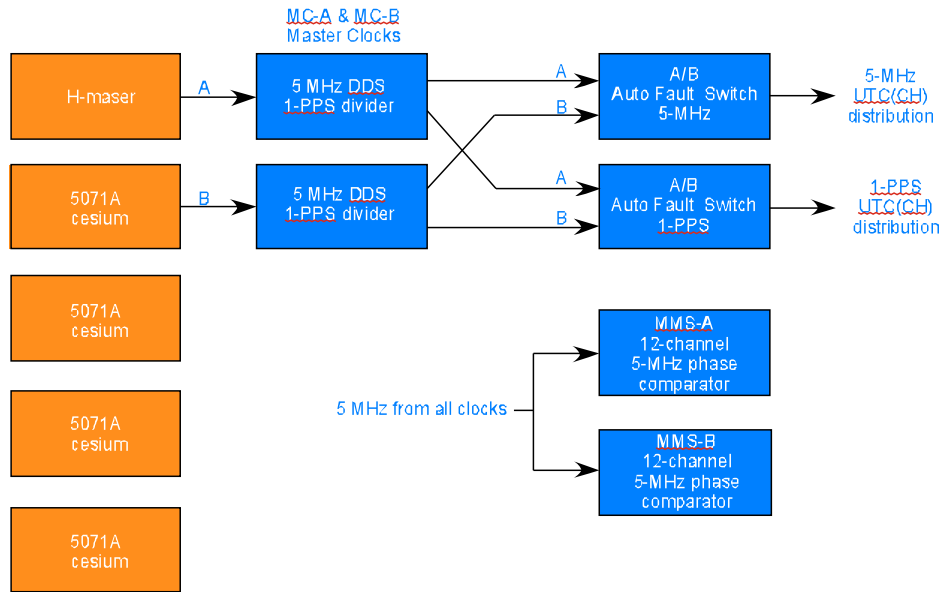 MC-A & MC-B
Master Clocks
H-maser
A
5 MHz DDS
1-PPS divider
A
B
A/B
Auto Fault Switch
5-MHz
5-MHz
UTC(CH)
distribution
5071A
cesium
B
5 MHz DDS
1-PPS divider
A
B
A/B
Auto Fault Switch
1-PPS
1-PPS
UTC(CH)
distribution
5071A
cesium
5071A
cesium
5071A
cesium
5 MHz from all clocks
MMS-A
12-channel
5-MHz phase
comparator
MMS-B
12-channel
5-MHz phase
comparator